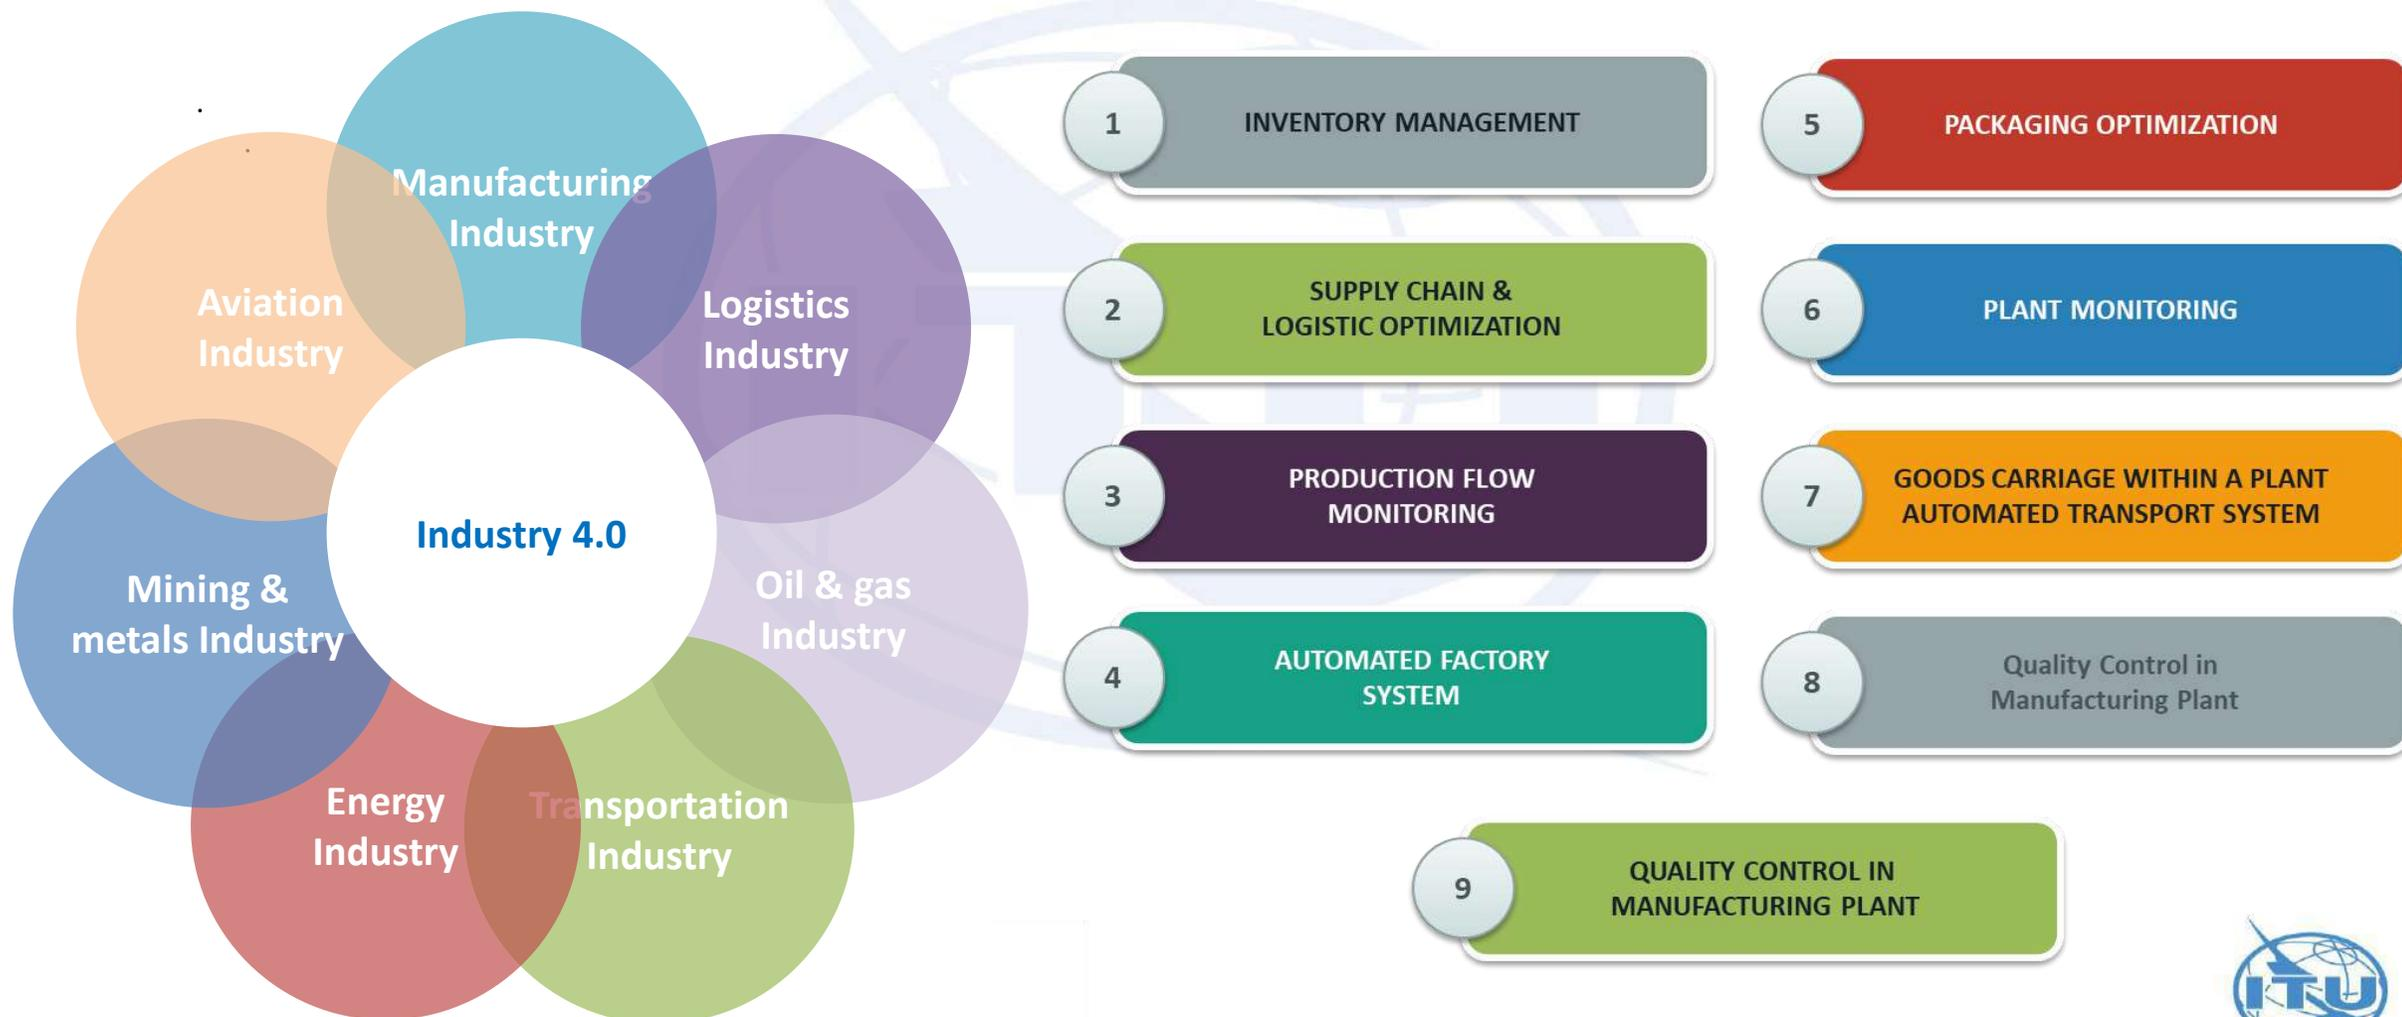 Manufacturing
Industry
Logistics
Industry
Oil & gas
Industry
Transportation
Industry
Energy
Industry
Mining &
metals Industry
Aviation
Industry
Industry 4.0
1
INVENTORY MANAGEMENT
2
SUPPLY CHAIN &
LOGISTIC OPTIMIZATION
3
PRODUCTION FLOW
MONITORING
4
AUTOMATED FACTORY
SYSTEM
5
PACKAGING OPTIMIZATION
6
PLANT MONITORING
7
GOODS CARRIAGE WITHIN A PLANT
AUTOMATED TRANSPORT SYSTEM
8
Quality Control in
Manufacturing Plant
9
QUALITY CONTROL IN
MANUFACTURING PLANT
ITU